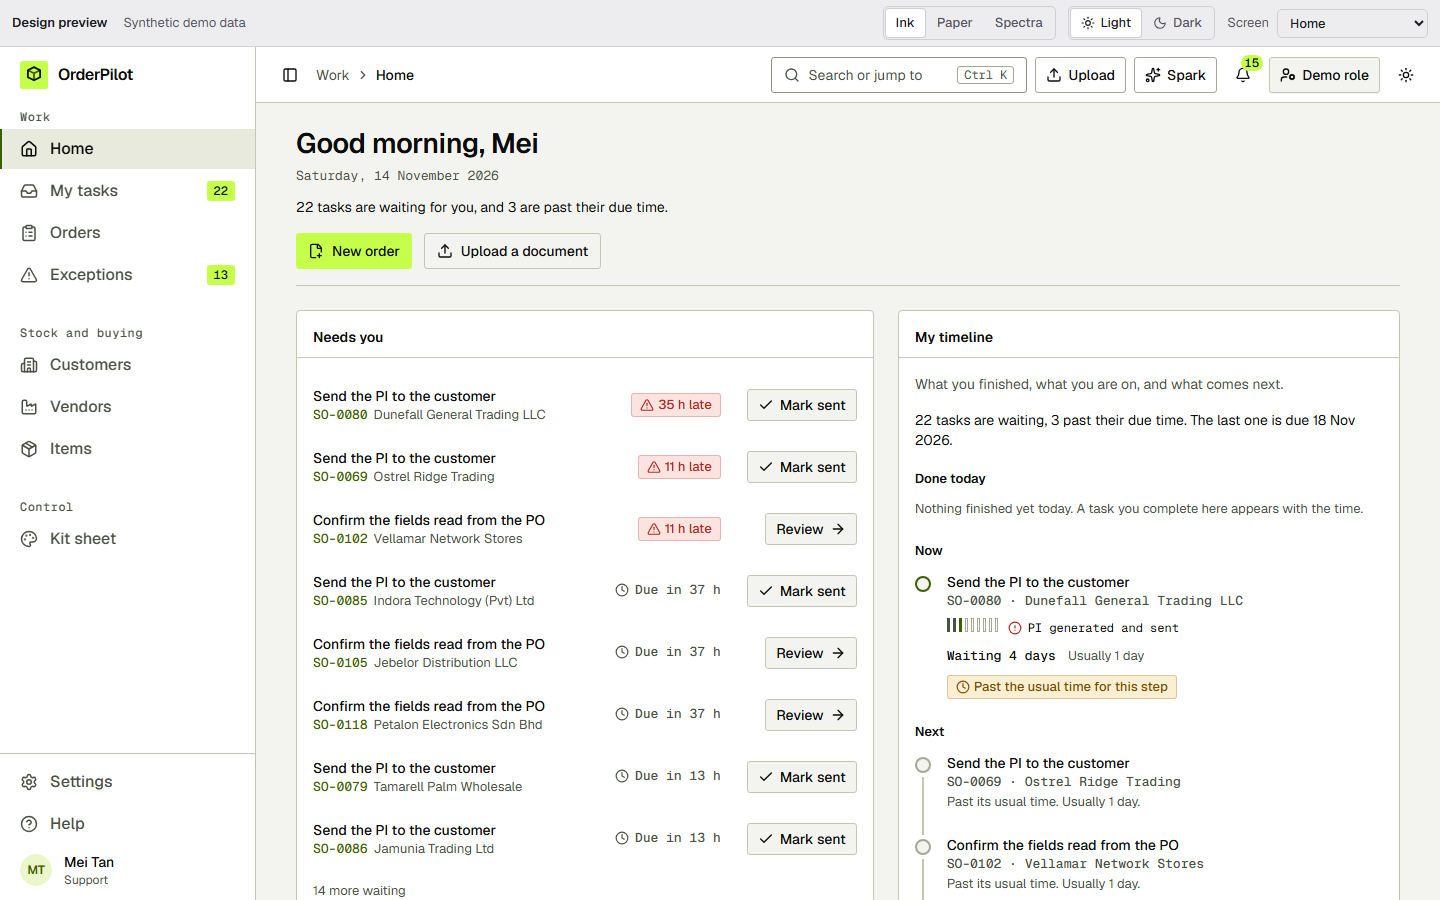 Design preview
Synthetic demo data
Ink
Paper
Spectra
Light
Dark
Screen
Home
OrderPilot
Work
Home
My tasks
22
Orders
Exceptions
13
Stock and buying
Customers
Vendors
Items
Control
Kit sheet
Settings
Help
MT
Mei Tan
Support
Work > Home
Search or jump to
Ctrl K
Upload
Spark
15
Demo role
Good morning, Mei
Saturday, 14 November 2026
22 tasks are waiting for you, and 3 are past their due time.
New order
Upload a document
Needs you
Send the PI to the customer
SO-0080 Dunefall General Trading LLC
35 h late
Mark sent
Send the PI to the customer
SO-0069 Ostrel Ridge Trading
11 h late
Mark sent
Confirm the fields read from the PO
SO-0102 Vellamar Network Stores
11 h late
Review
Send the PI to the customer
SO-0085 Indora Technology (Pvt) Ltd
Due in 37 h
Mark sent
Confirm the fields read from the PO
SO-0105 Jebelor Distribution LLC
Due in 37 h
Review
Confirm the fields read from the PO
SO-0118 Petalon Electronics Sdn Bhd
Due in 37 h
Review
Send the PI to the customer
SO-0079 Tamarell Palm Wholesale
Due in 13 h
Mark sent
Send the PI to the customer
SO-0086 Jamunia Trading Ltd
Due in 13 h
Mark sent
14 more waiting
My timeline
What you finished, what you are on, and what comes next.
22 tasks are waiting, 3 past their due time. The last one is due 18 Nov
2026.
Done today
Nothing finished yet today. A task you complete here appears with the time.
Now
Send the PI to the customer
SO-0080 · Dunefall General Trading LLC
PI generated and sent
Waiting 4 days Usually 1 day
Past the usual time for this step
Next
Send the PI to the customer
SO-0069 · Ostrel Ridge Trading
Past its usual time. Usually 1 day.
Confirm the fields read from the PO
SO-0102 · Vellamar Network Stores
Past its usual time. Usually 1 day.